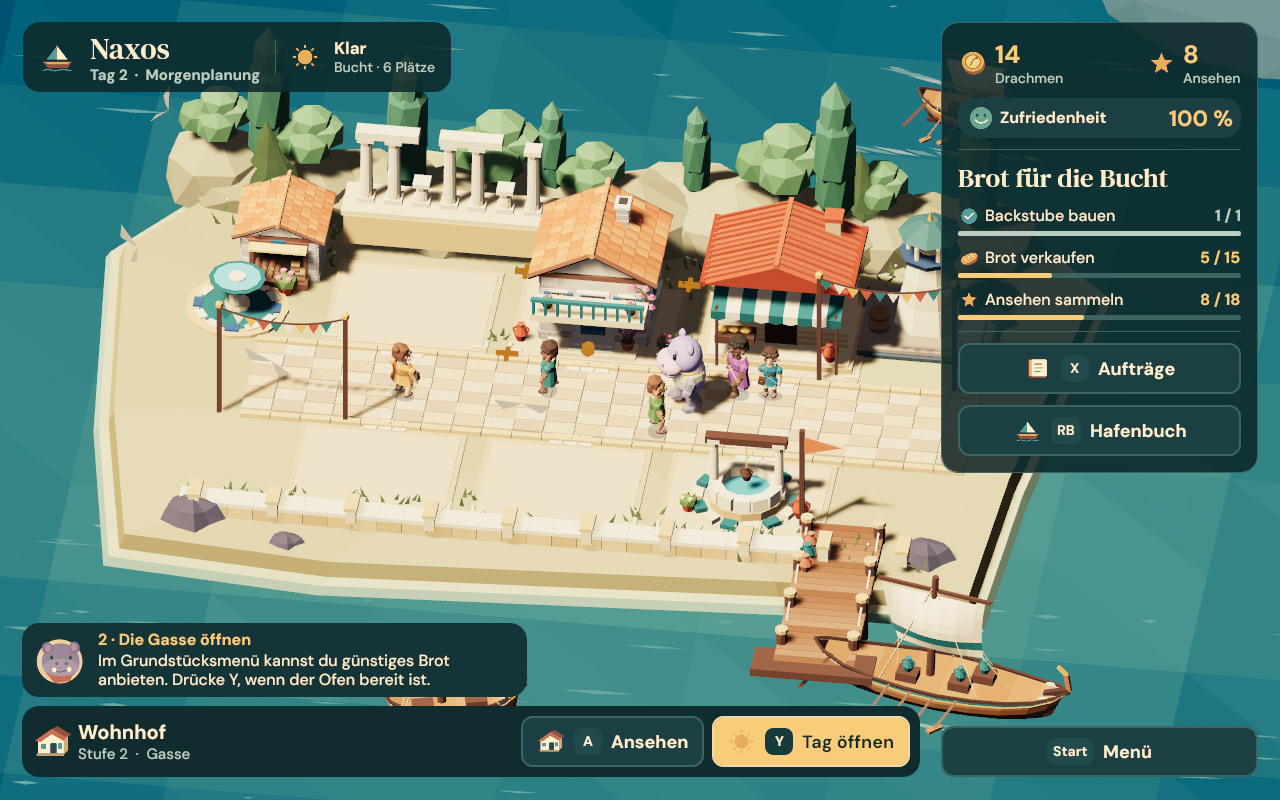 Naxos
Tag 2 · Morgenplanung
Klar
Bucht · 6 Plätze
14
Drachmen
8
Ansehen
Zufriedenheit 100 %
Brot für die Bucht
Backstube bauen 1 / 1
Brot verkaufen 5 / 15
Ansehen sammeln 8 / 18
X Aufträge
RB Hafenbuch
2 · Die Gasse öffnen
Im Grundstücksmenü kannst du günstiges Brot
anbieten. Drücke Y, wenn der Ofen bereit ist.
Wohnhof
Stufe 2 · Gasse
A Ansehen
Y Tag öffnen
Start Menü